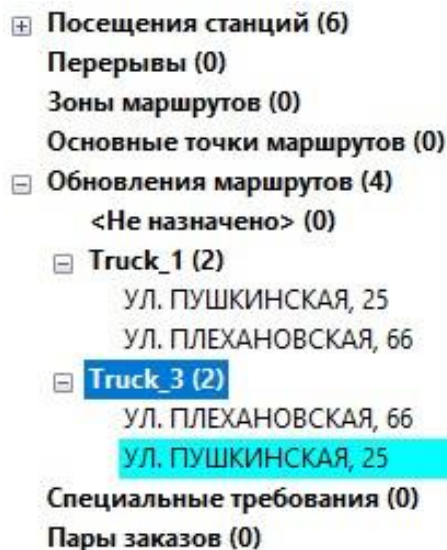 Посещения станций (6)
Перерывы (0)
Зоны маршрутов (0)
Основные точки маршрутов (0)
Обновления маршрутов (4)
<Не назначено> (0)
Truck_1 (2)
УЛ. ПУШКИНСКАЯ, 25
УЛ. ПЛЕХАНОВСКАЯ, 66
Truck_3 (2)
УЛ. ПЛЕХАНОВСКАЯ, 66
УЛ. ПУШКИНСКАЯ, 25
Специальные требования (0)
Пары заказов (0)